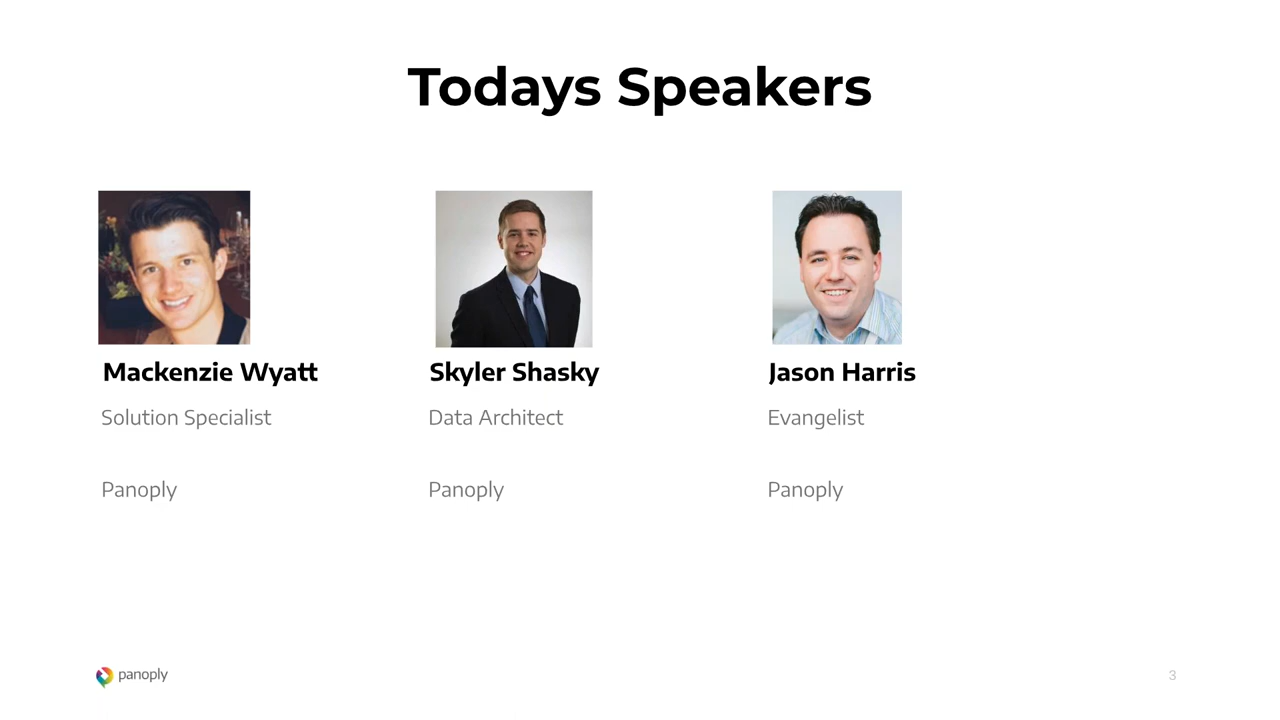 Todays Speakers
Mackenzie Wyatt
Solution Specialist
Panoply
Skyler Shasky
Data Architect
Panoply
Jason Harris
Evangelist
Panoply
panoply
3